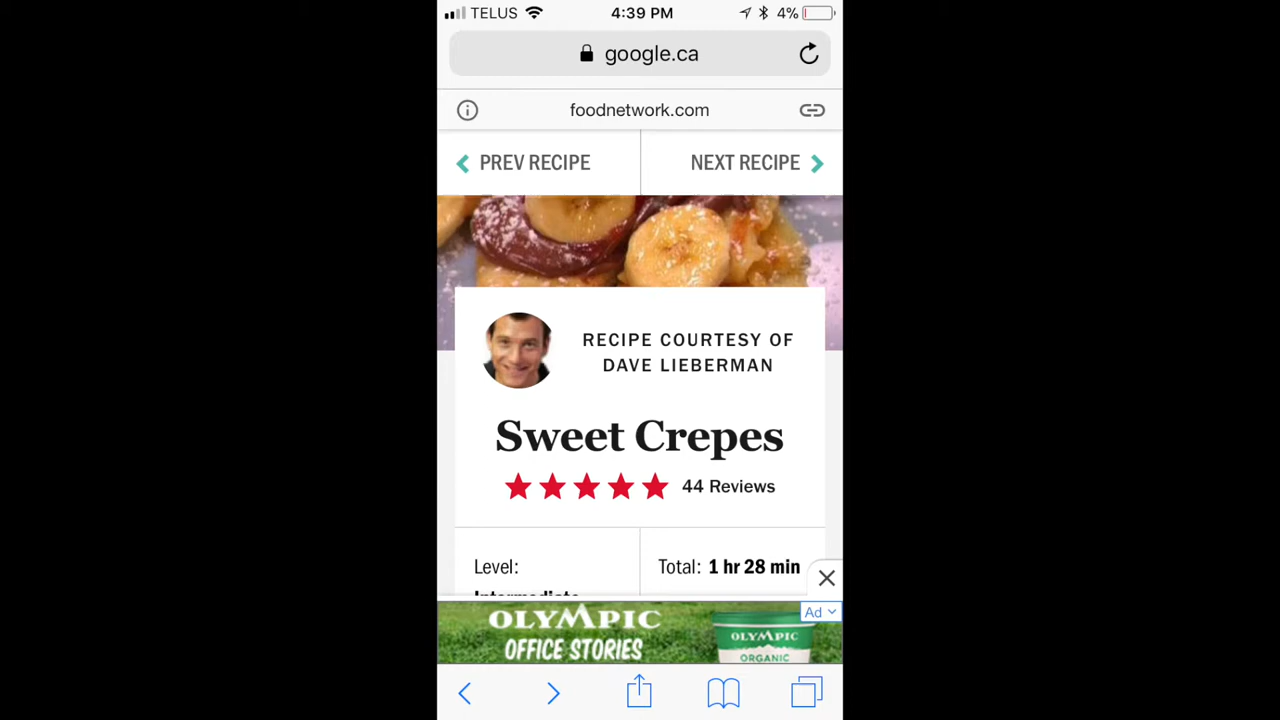 TELUS 4:39 PM 4%
google.ca
foodnetwork.com
PREV RECIPE NEXT RECIPE
RECIPE COURTESY OF
DAVE LIEBERMAN
Sweet Crepes
44 Reviews
Level: Total: 1 hr 28 min
Intermediate
Ad
OLYMPIC
OFFICE STORIES
OLYMPIC
ORGANIC